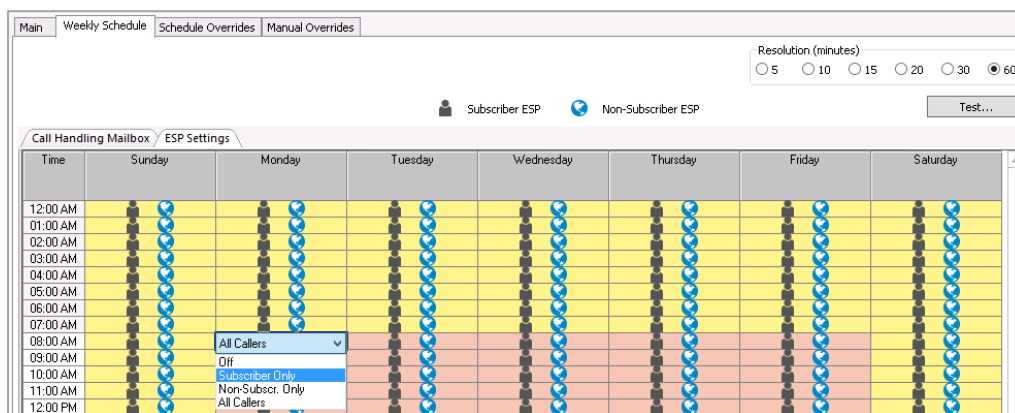 Main Weekly Schedule Schedule Overrides Manual Overrides
Resolution (minutes)
5 10 15 20 30 60
Subscriber ESP Non-Subscriber ESP Test...
Call Handling Mailbox ESP Settings
Time Sunday Monday Tuesday Wednesday Thursday Friday Saturday
12:00 AM
01:00 AM
02:00 AM
03:00 AM
04:00 AM
05:00 AM
06:00 AM
07:00 AM
08:00 AM All Callers
09:00 AM Off
10:00 AM Subscriber Only
11:00 AM Non-Subscr. Only
12:00 PM All Callers